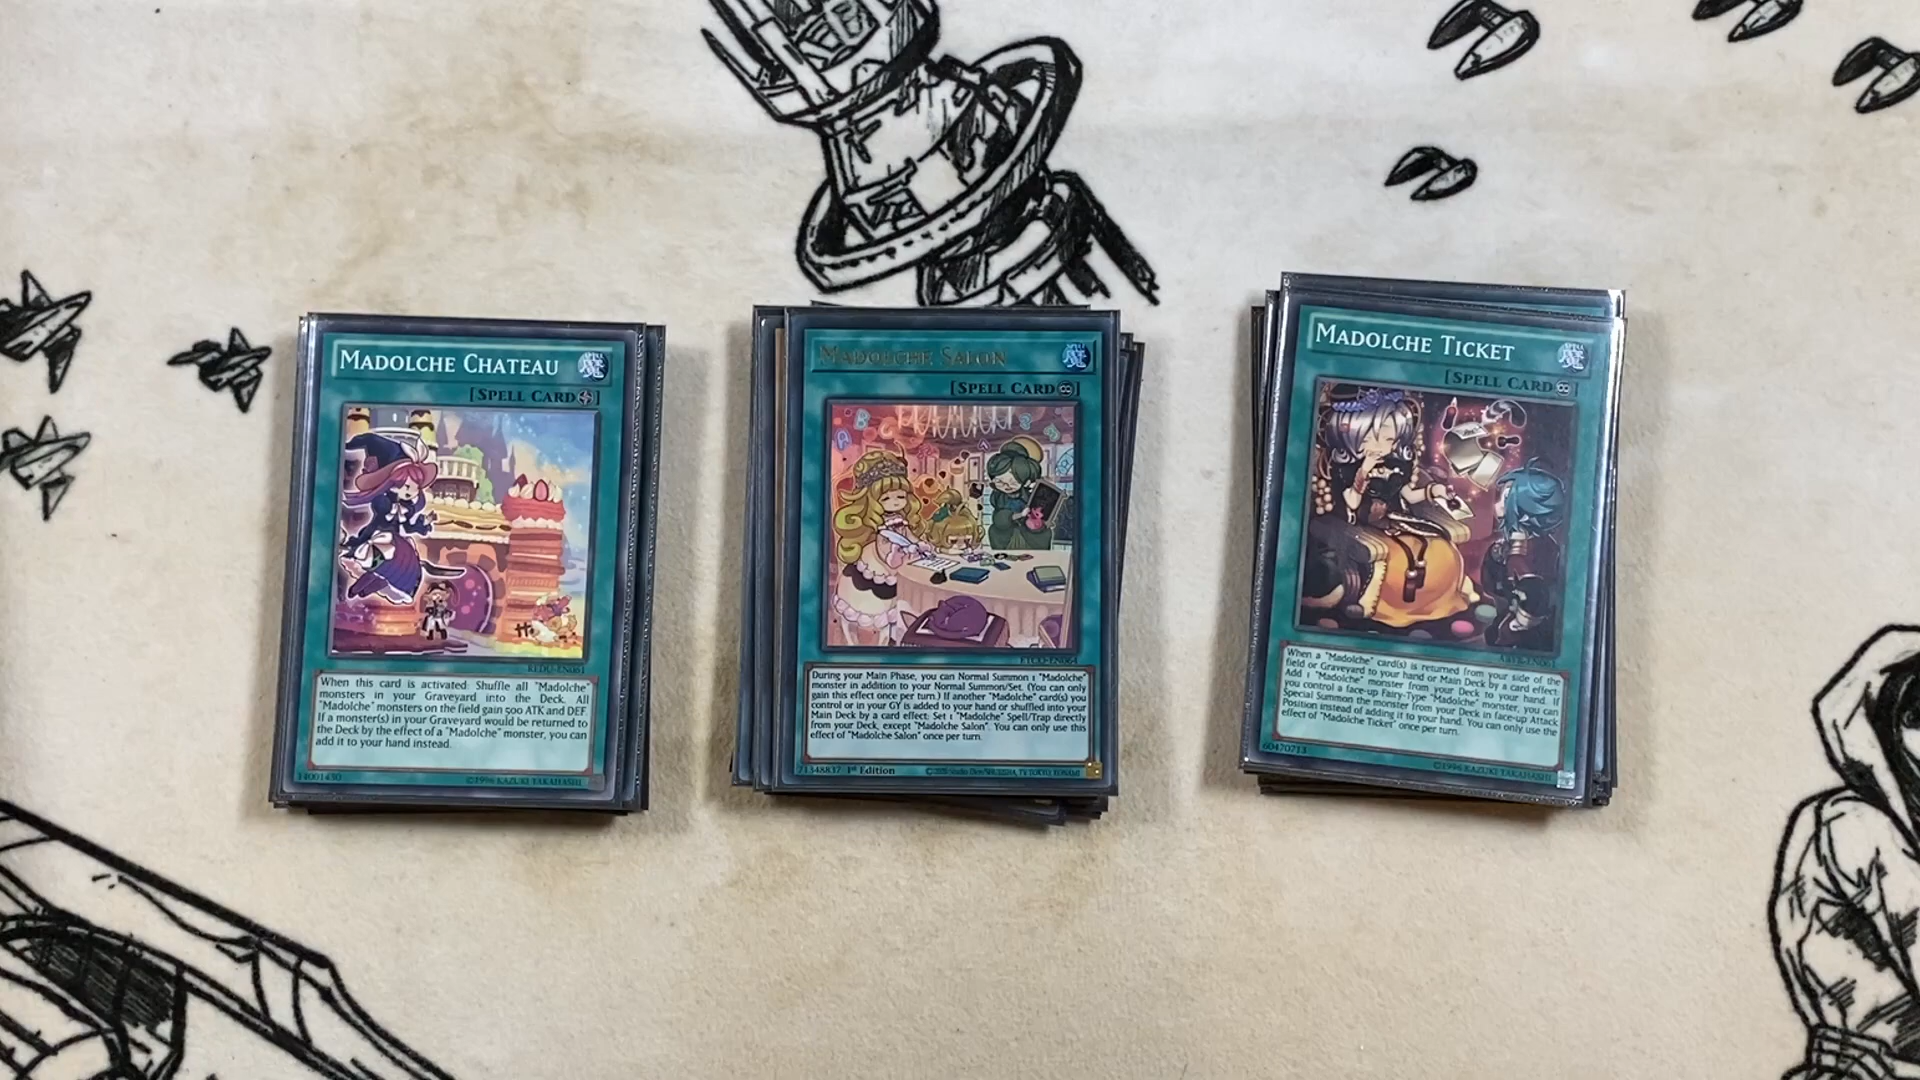 MADOLCHE CHATEAU
[SPELL CARD]
REDU-EN061
When this card is activated: Shuffle all "Madolche"
monsters in your Graveyard into the Deck. All
"Madolche" monsters on the field gain 500 ATK and DEF.
If a monster(s) in your Graveyard would be returned to
the Deck by the effect of a "Madolche" monster, you can
add it to your hand instead.
14001430
©1996 KAZUKI TAKAHASHI
MADOLCHE SALON
[SPELL CARD]
ETCO-EN064
During your Main Phase, you can Normal Summon 1 "Madolche"
monster in addition to your Normal Summon/Set. (You can only
gain this effect once per turn.) If another "Madolche" card(s) you
control or in your GY is added to your hand or shuffled into your
Main Deck by a card effect: Set 1 "Madolche" Spell/Trap directly
from your Deck, except "Madolche Salon". You can only use this
effect of "Madolche Salon" once per turn.
71348837 1st Edition
MADOLCHE TICKET
[SPELL CARD]
ABYR-EN061
When a "Madolche" card(s) is returned from your side of the
field or Graveyard to your hand or Main Deck by a card effect:
Add 1 "Madolche" monster from your Deck to your hand. If
you control a face-up Fairy-Type "Madolche" monster, you can
Special Summon the monster from your Deck in face-up Attack
Position instead of adding it to your hand. You can only use the
effect of "Madolche Ticket" once per turn.
60470713
©1996 KAZUKI TAKAHASHI